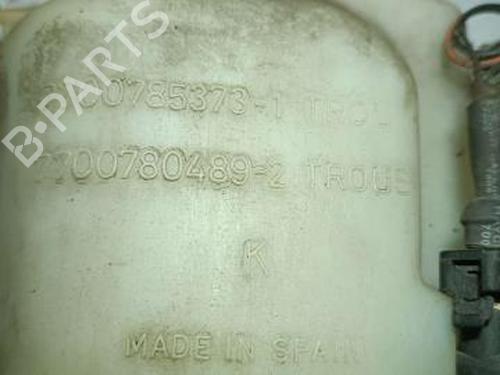 B-PARTS
7700785373-1 TROU
7700780489-2 TROUS
K
MADE IN SPAIN